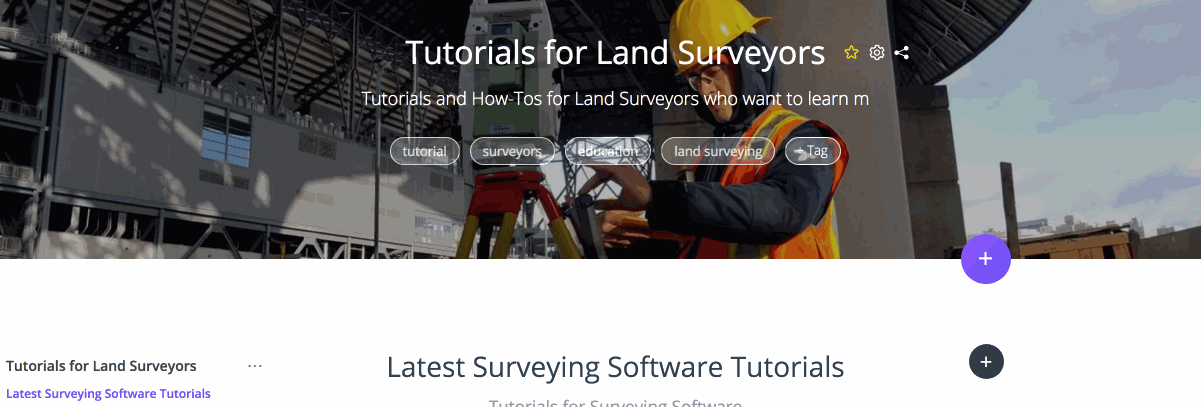 Tutorials for Land Surveyors
Tutorials and How-Tos for Land Surveyors who want to learn m
tutorial surveyors education land surveying + Tag
+
Tutorials for Land Surveyors ...
Latest Surveying Software Tutorials
Latest Surveying Software Tutorials +
Tutorials for Surveying Software